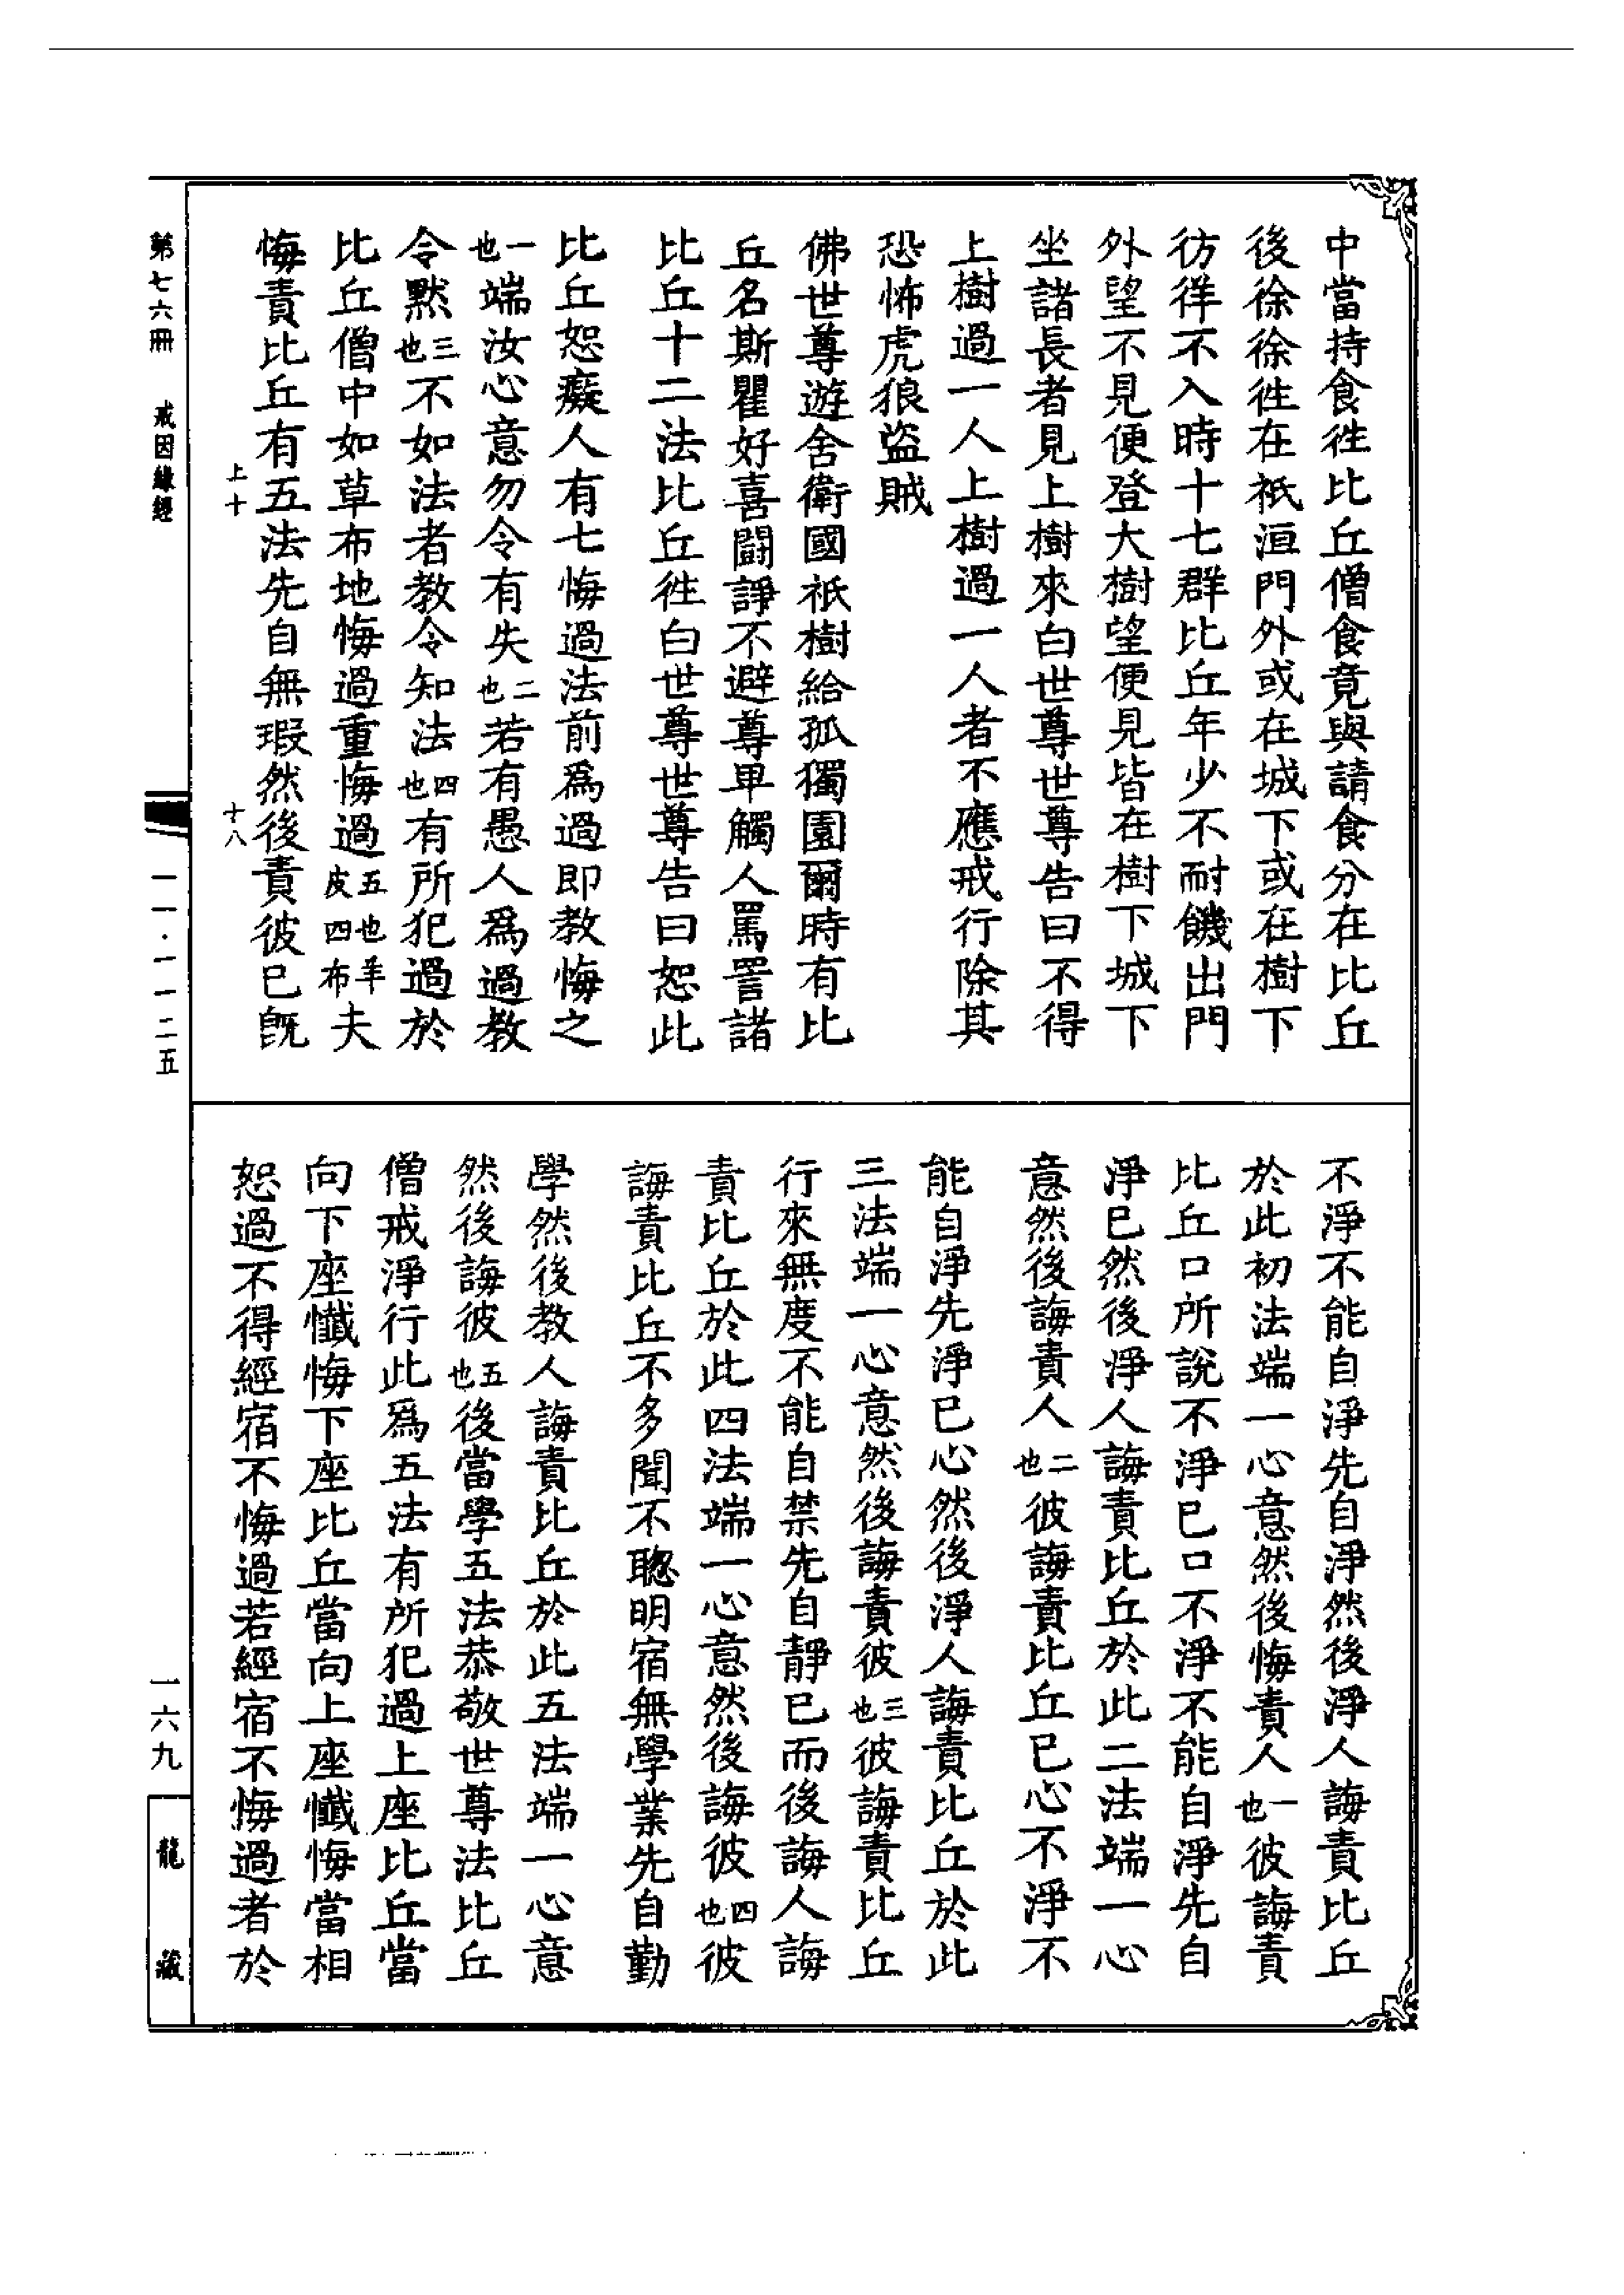 中當持食徃比丘僧食竟與請食分在比丘
後徐徐徃在祇洹門外或在城下或在樹下
彷徉不入時十七群比丘年少不耐饑出門
外望不見便登大樹望便見皆在樹下城下
坐諸長者見上樹來白世尊世尊告曰不得
上樹過一人上樹過一人者不應戒行除其
恐怖虎狼盜賊
佛世尊遊舍衛國祇樹給孤獨園爾時有比
丘名斯瞿好喜鬪諍不避尊卑觸人罵詈諸
比丘十二法比丘徃白世尊世尊告曰恕此
比丘恕癡人有七悔過法前爲過即教悔之
一也端汝心意勿令有失二也若有愚人爲過教
令默三也不如法者教令知法四也有所犯過於
比丘僧中如草布地悔過重悔過五也羊皮四布夫
悔責比丘有五法先自無瑕然後責彼已旣
上十
十八
不淨不能自淨先自淨然後淨人誨責比丘
於此初法端一心意然後悔責人一也彼誨責
比丘口所說不淨已口不淨不能自淨先自
淨已然後淨人誨責比丘於此二法端一心
意然後誨責人二也彼誨責比丘已心不淨不
能自淨先淨已心然後淨人誨責比丘於此
三法端一心意然後誨責彼三也彼誨責比丘
行來無度不能自禁先自靜已而後誨人誨
責比丘於此四法端一心意然後誨彼四也彼
誨責比丘不多聞不聦明宿無學業先自勤
學然後教人誨責比丘於此五法端一心意
然後誨彼五也後當學五法恭敬世尊法比丘
僧戒淨行此爲五法有所犯過上座比丘當
向下座懺悔下座比丘當向上座懺悔當相
恕過不得經宿不悔過若經宿不悔過者於
第七六冊 戒因緣經
一一·一一二五
一六九
龍藏